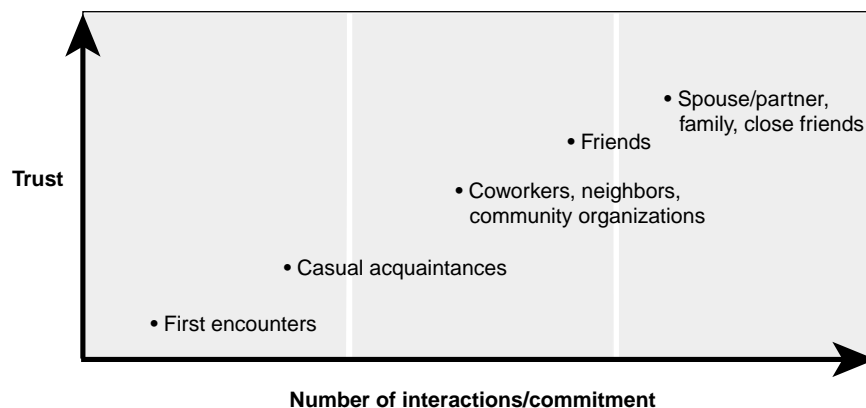 • Spouse/partner,
family, close friends
• Friends
Trust
• Coworkers, neighbors,
community organizations
• Casual acquaintances
• First encounters
Number of interactions/commitment